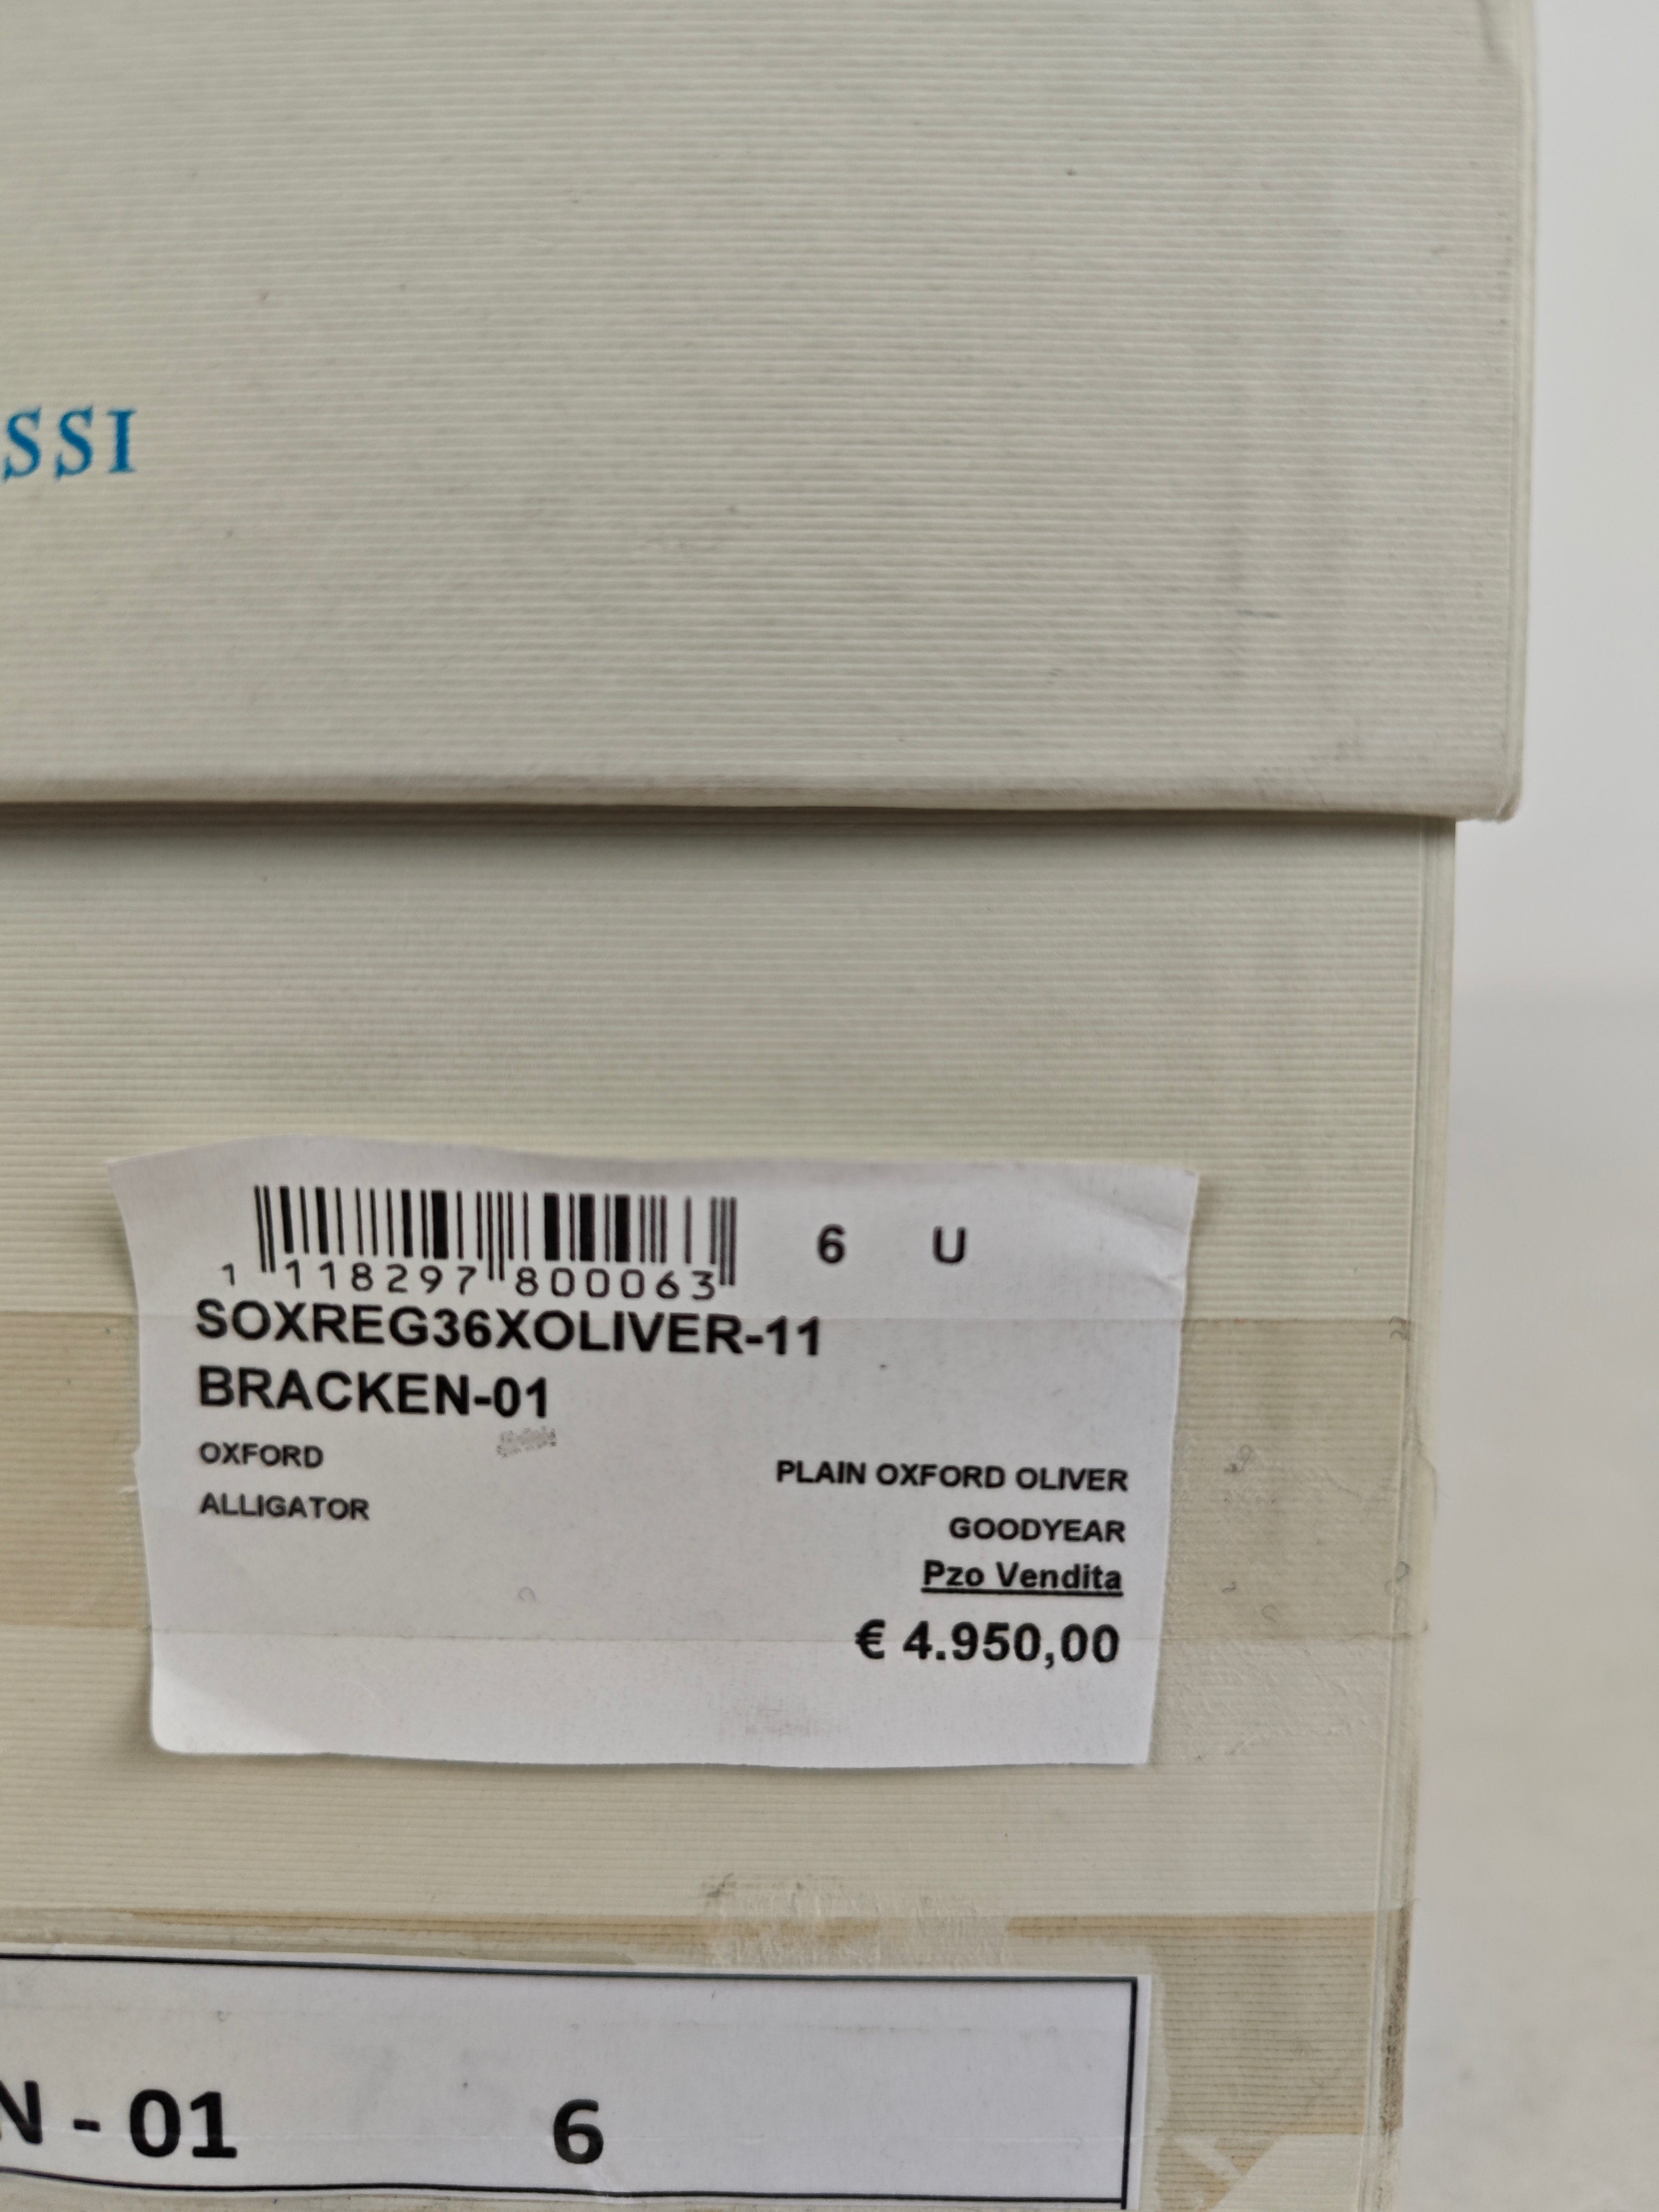 SSI
6 U
1 118297 800063
SOXREG36XOLIVER-11
BRACKEN-01
OXFORD
PLAIN OXFORD OLIVER
ALLIGATOR
GOODYEAR
Pzo Vendita
€ 4.950,00
N - 01 6